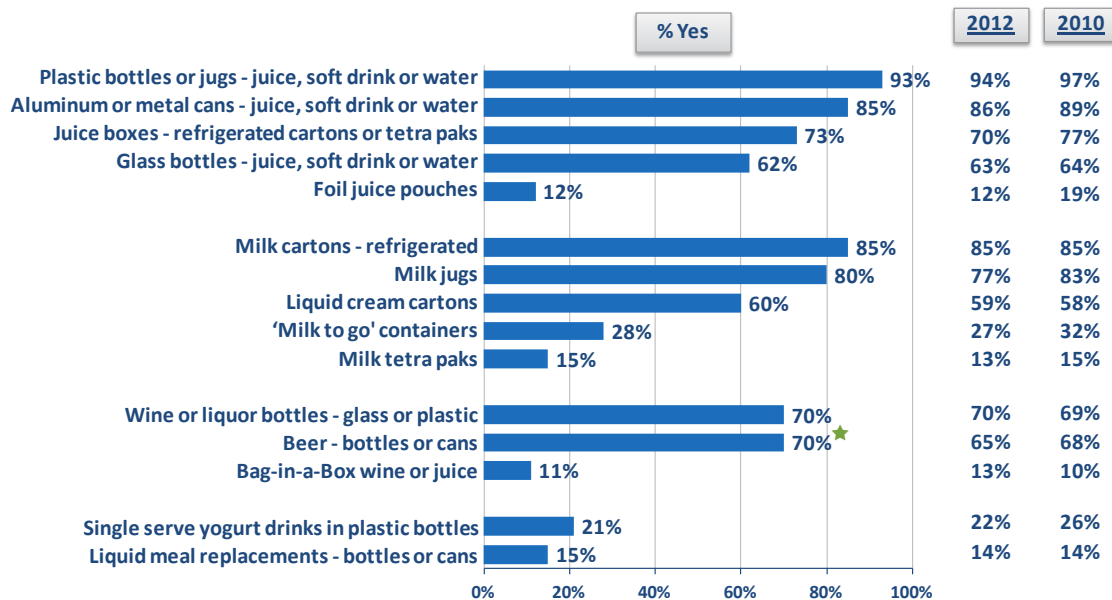 % Yes 2012 2010
Plastic bottles or jugs - juice, soft drink or water 93% 94% 97%
Aluminum or metal cans - juice, soft drink or water 85% 86% 89%
Juice boxes - refrigerated cartons or tetra paks 73% 70% 77%
Glass bottles - juice, soft drink or water 62% 63% 64%
Foil juice pouches 12% 12% 19%
Milk cartons - refrigerated 85% 85% 85%
Milk jugs 80% 77% 83%
Liquid cream cartons 60% 59% 58%
‘Milk to go' containers 28% 27% 32%
Milk tetra paks 15% 13% 15%
Wine or liquor bottles - glass or plastic 70% 70% 69%
Beer - bottles or cans 70% 65% 68%
Bag-in-a-Box wine or juice 11% 13% 10%
Single serve yogurt drinks in plastic bottles 21% 22% 26%
Liquid meal replacements - bottles or cans 15% 14% 14%
0% 20% 40% 60% 80% 100%